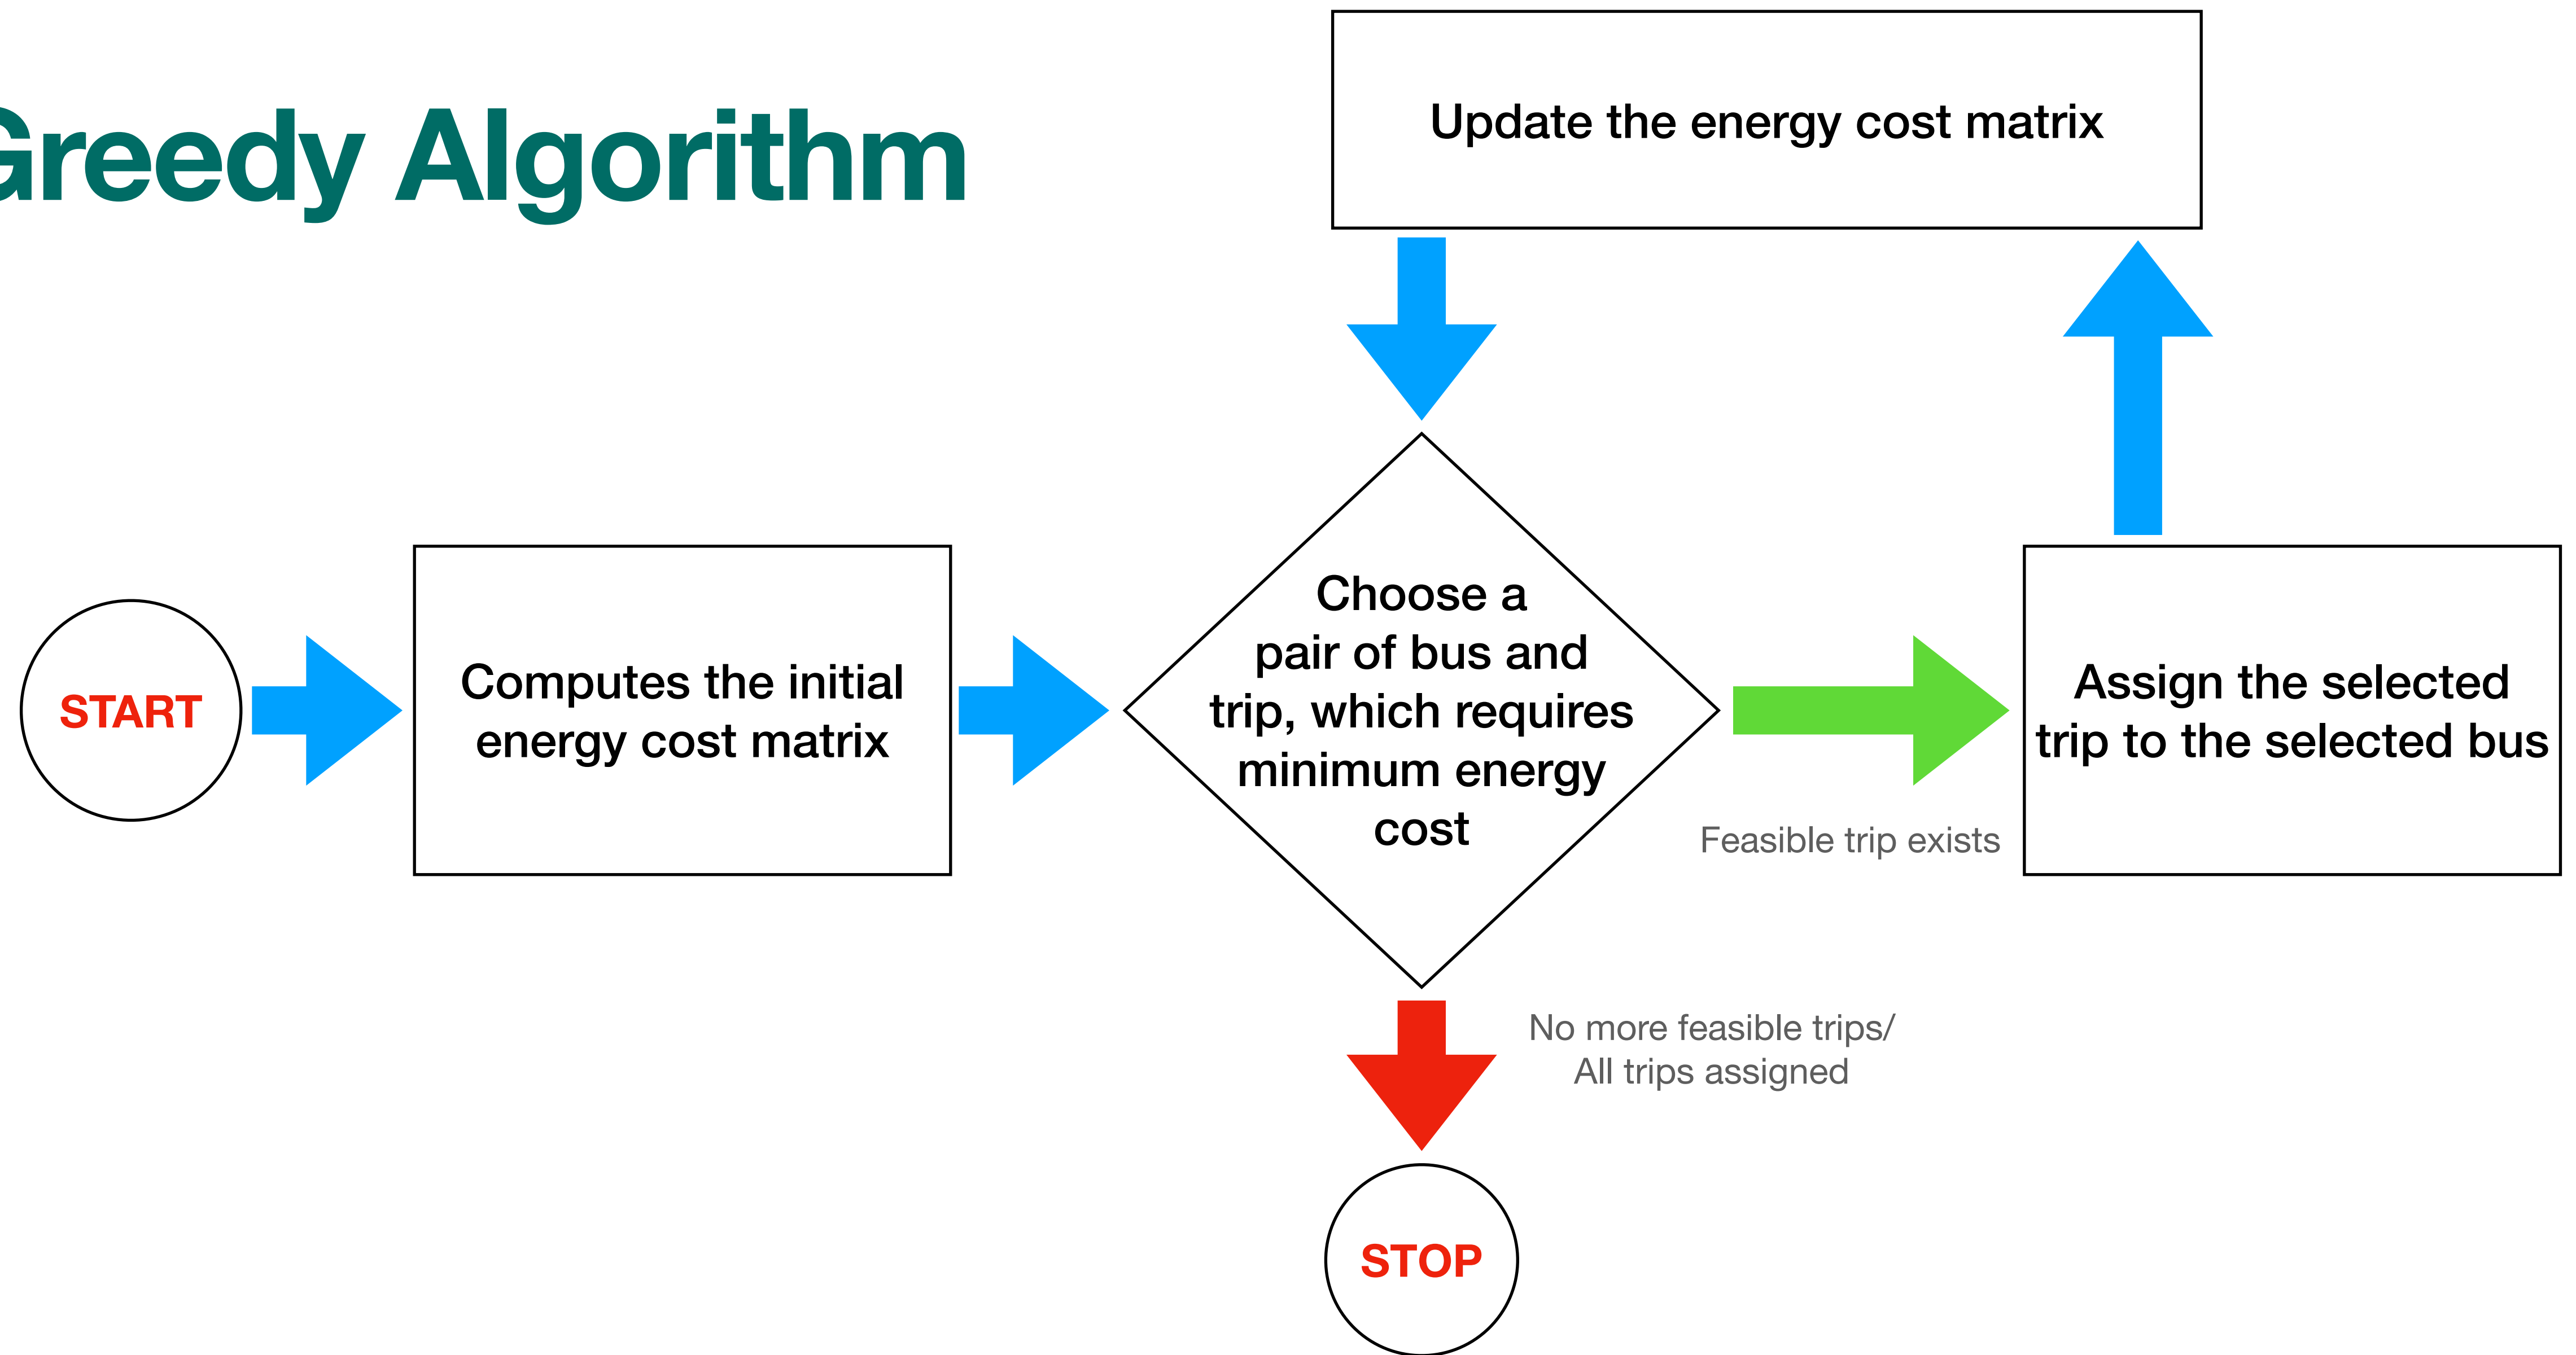 Greedy Algorithm
Update the energy cost matrix
START
Computes the initial
energy cost matrix
Choose a
pair of bus and
trip, which requires
minimum energy
cost
Feasible trip exists
Assign the selected
trip to the selected bus
No more feasible trips/
All trips assigned
STOP